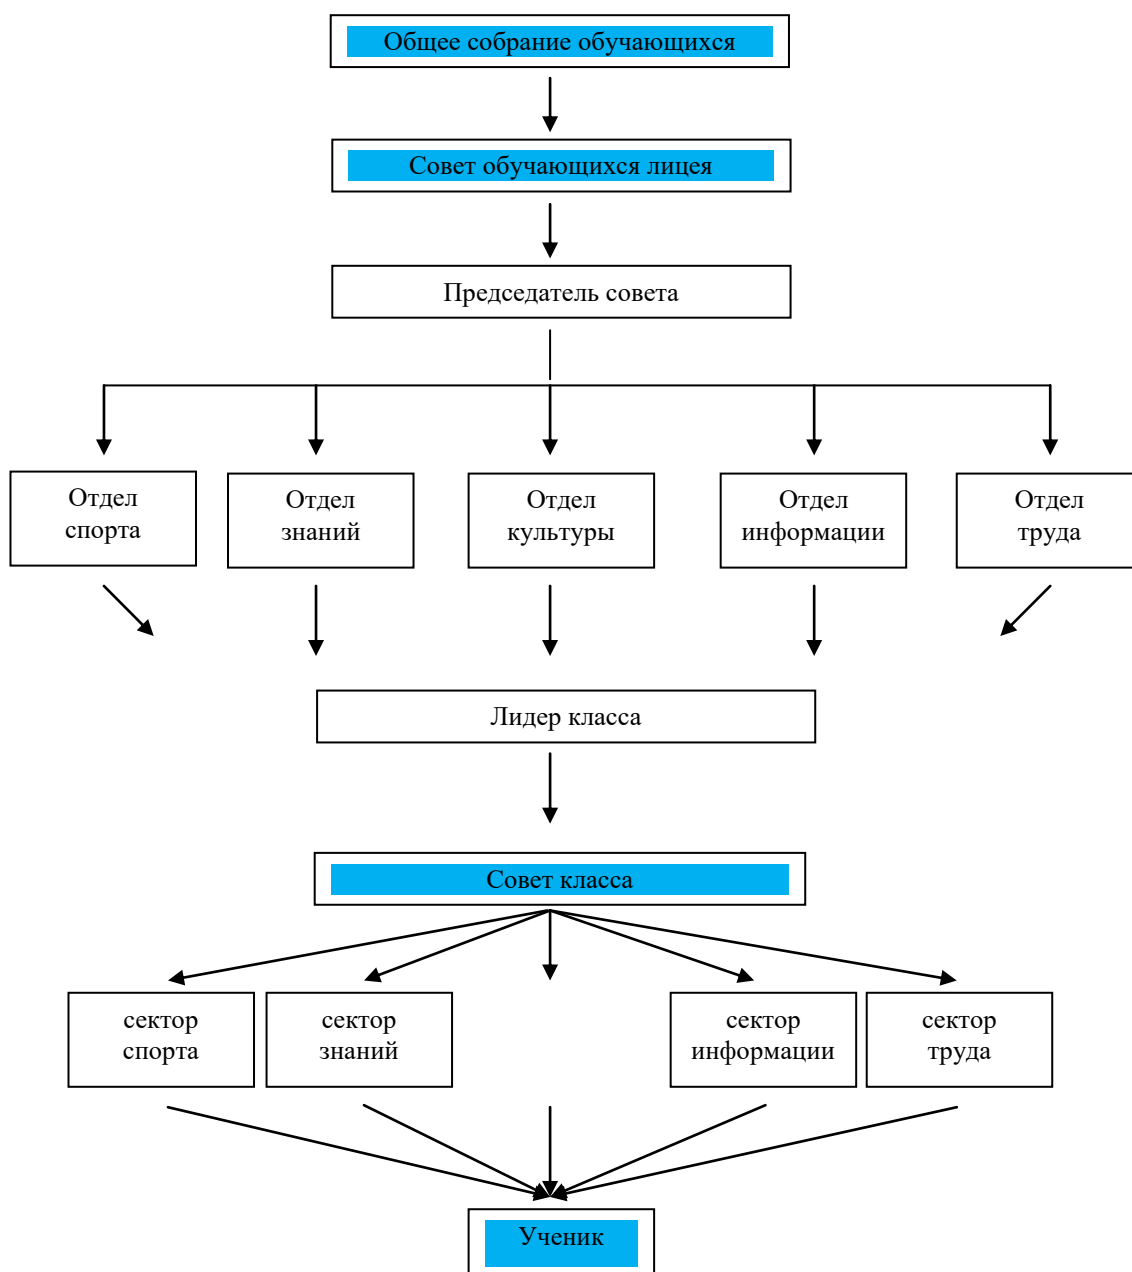 Общее собрание обучающихся
Совет обучающихся лицея
Председатель совета
Отдел
спорта
Отдел
знаний
Отдел
культуры
Отдел
информации
Отдел
труда
Лидер класса
Совет класса
сектор
спорта
сектор
знаний
сектор
информации
сектор
труда
Ученик